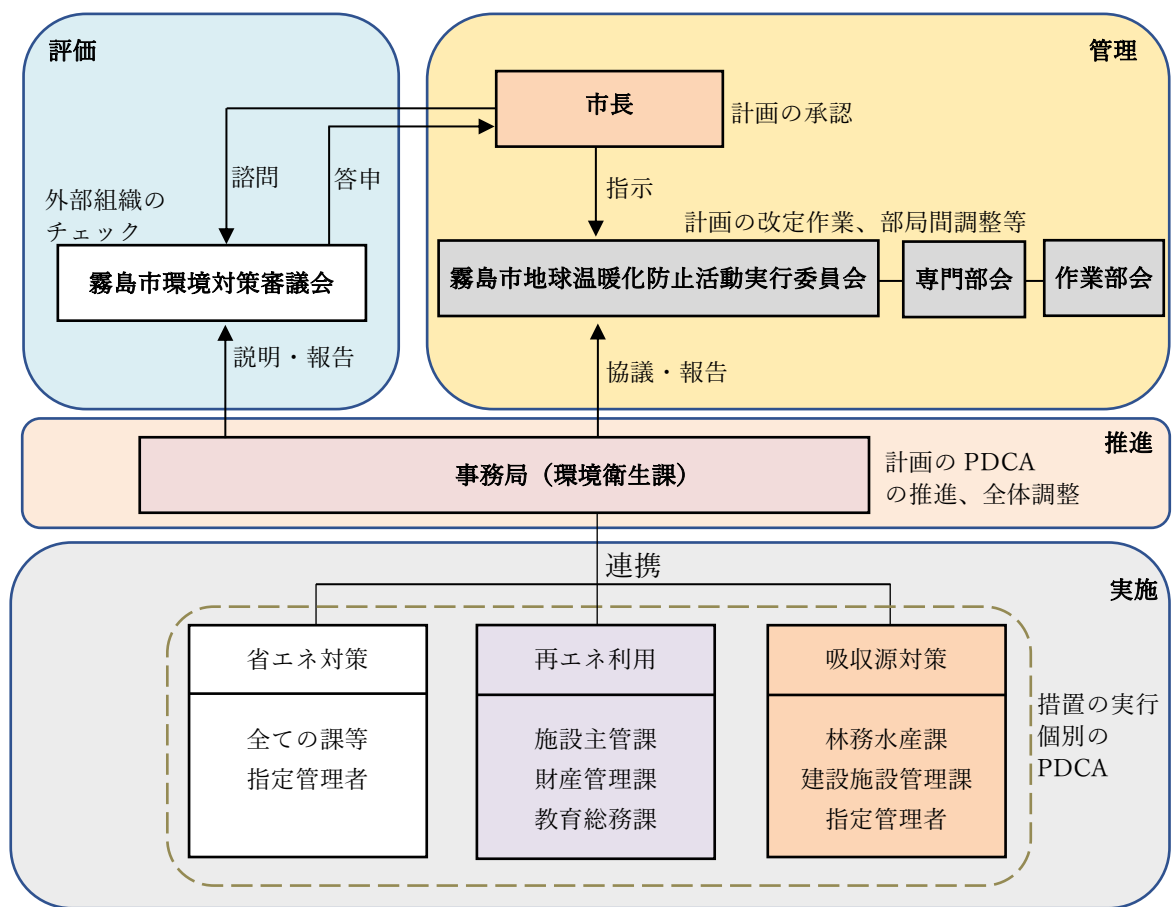 評価
管理
市長
計画の承認
諮問
答申
指示
外部組織の
チェック
計画の改定作業、部局間調整等
霧島市環境対策審議会
霧島市地球温暖化防止活動実行委員会
専門部会
作業部会
説明・報告
協議・報告
推進
事務局（環境衛生課）
計画の PDCA
の推進、全体調整
連携
実施
省エネ対策
全ての課等
指定管理者
再エネ利用
施設主管課
財産管理課
教育総務課
吸収源対策
林務水産課
建設施設管理課
指定管理者
措置の実行
個別の
PDCA